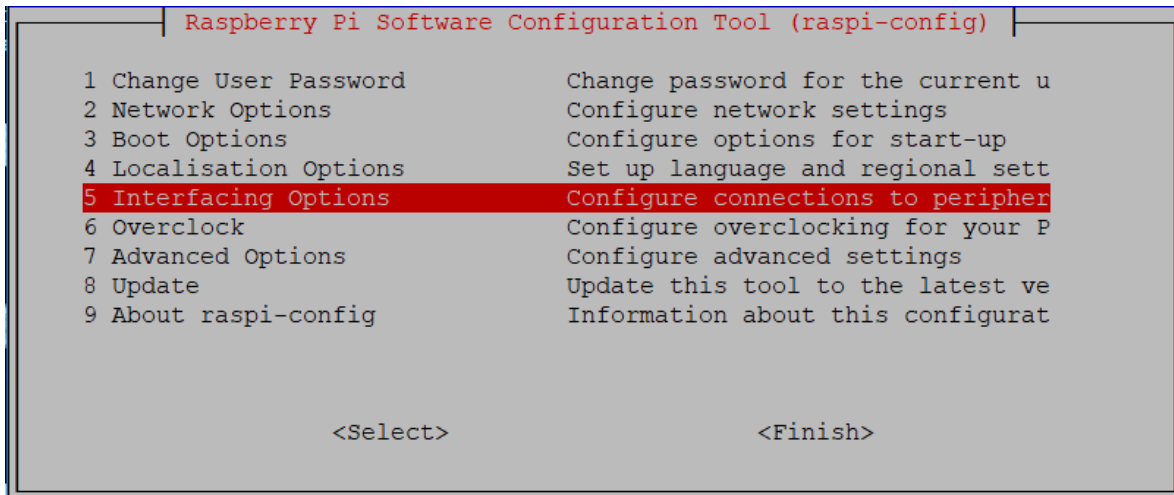 Raspberry Pi Software Configuration Tool (raspi-config)
1 Change User Password Change password for the current u
2 Network Options Configure network settings
3 Boot Options Configure options for start-up
4 Localisation Options Set up language and regional sett
5 Interfacing Options Configure connections to peripher
6 Overclock Configure overclocking for your P
7 Advanced Options Configure advanced settings
8 Update Update this tool to the latest ve
9 About raspi-config Information about this configurat
<Select> <Finish>